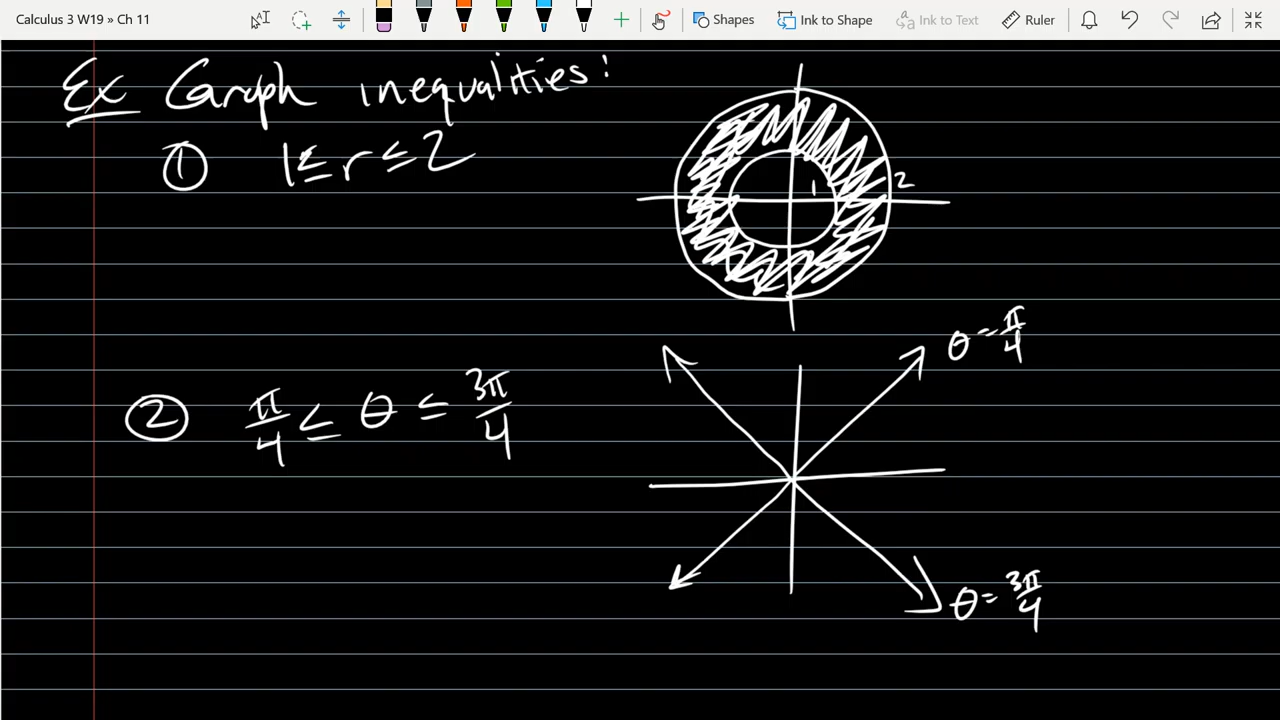 Calculus 3 W19 » Ch 11
Shapes
Ink to Shape
Ink to Text
Ruler
Ex Graph inequalities:
① 1 ≤ r ≤ 2
1
2
② π/4 ≤ θ ≤ 3π/4
θ = π/4
θ = 3π/4